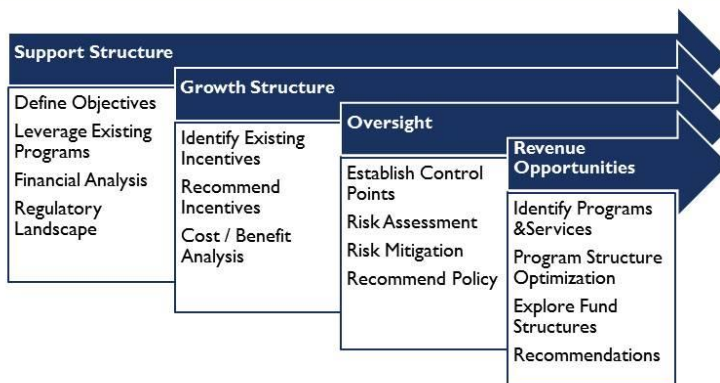 Support Structure
Define Objectives
Leverage Existing
Programs
Financial Analysis
Regulatory
Landscape
Growth Structure
Identify Existing
Incentives
Recommend
Incentives
Cost / Benefit
Analysis
Oversight
Establish Control
Points
Risk Assessment
Risk Mitigation
Recommend Policy
Revenue
Opportunities
Identify Programs
&Services
Program Structure
Optimization
Explore Fund
Structures
Recommendations